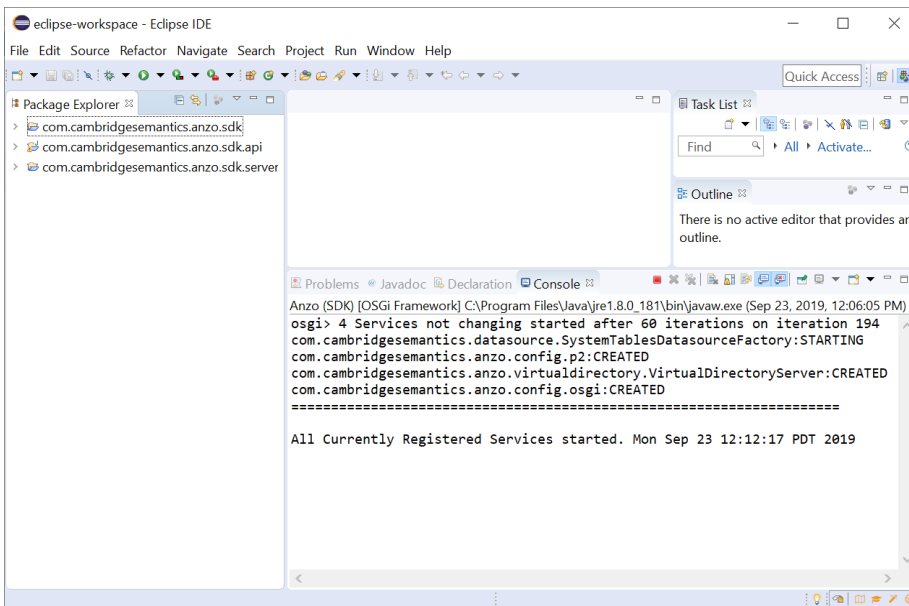 eclipse-workspace - Eclipse IDE
File Edit Source Refactor Navigate Search Project Run Window Help
Quick Access
Package Explorer
com.cambridgesemantics.anzo.sdk
com.cambridgesemantics.anzo.sdk.api
com.cambridgesemantics.anzo.sdk.server
Task List
Find All Activate...
Outline
There is no active editor that provides an
outline.
Problems Javadoc Declaration Console
Anzo (SDK) [OSGi Framework] C:\Program Files\Java\jre1.8.0_181\bin\javaw.exe (Sep 23, 2019, 12:06:05 PM)
osgi> 4 Services not changing started after 60 iterations on iteration 194
com.cambridgesemantics.datasource.SystemTablesDatasourceFactory:STARTING
com.cambridgesemantics.anzo.config.p2:CREATED
com.cambridgesemantics.anzo.virtualdirectory.VirtualDirectoryServer:CREATED
com.cambridgesemantics.anzo.config.osgi:CREATED
=====================================================================
All Currently Registered Services started. Mon Sep 23 12:12:17 PDT 2019